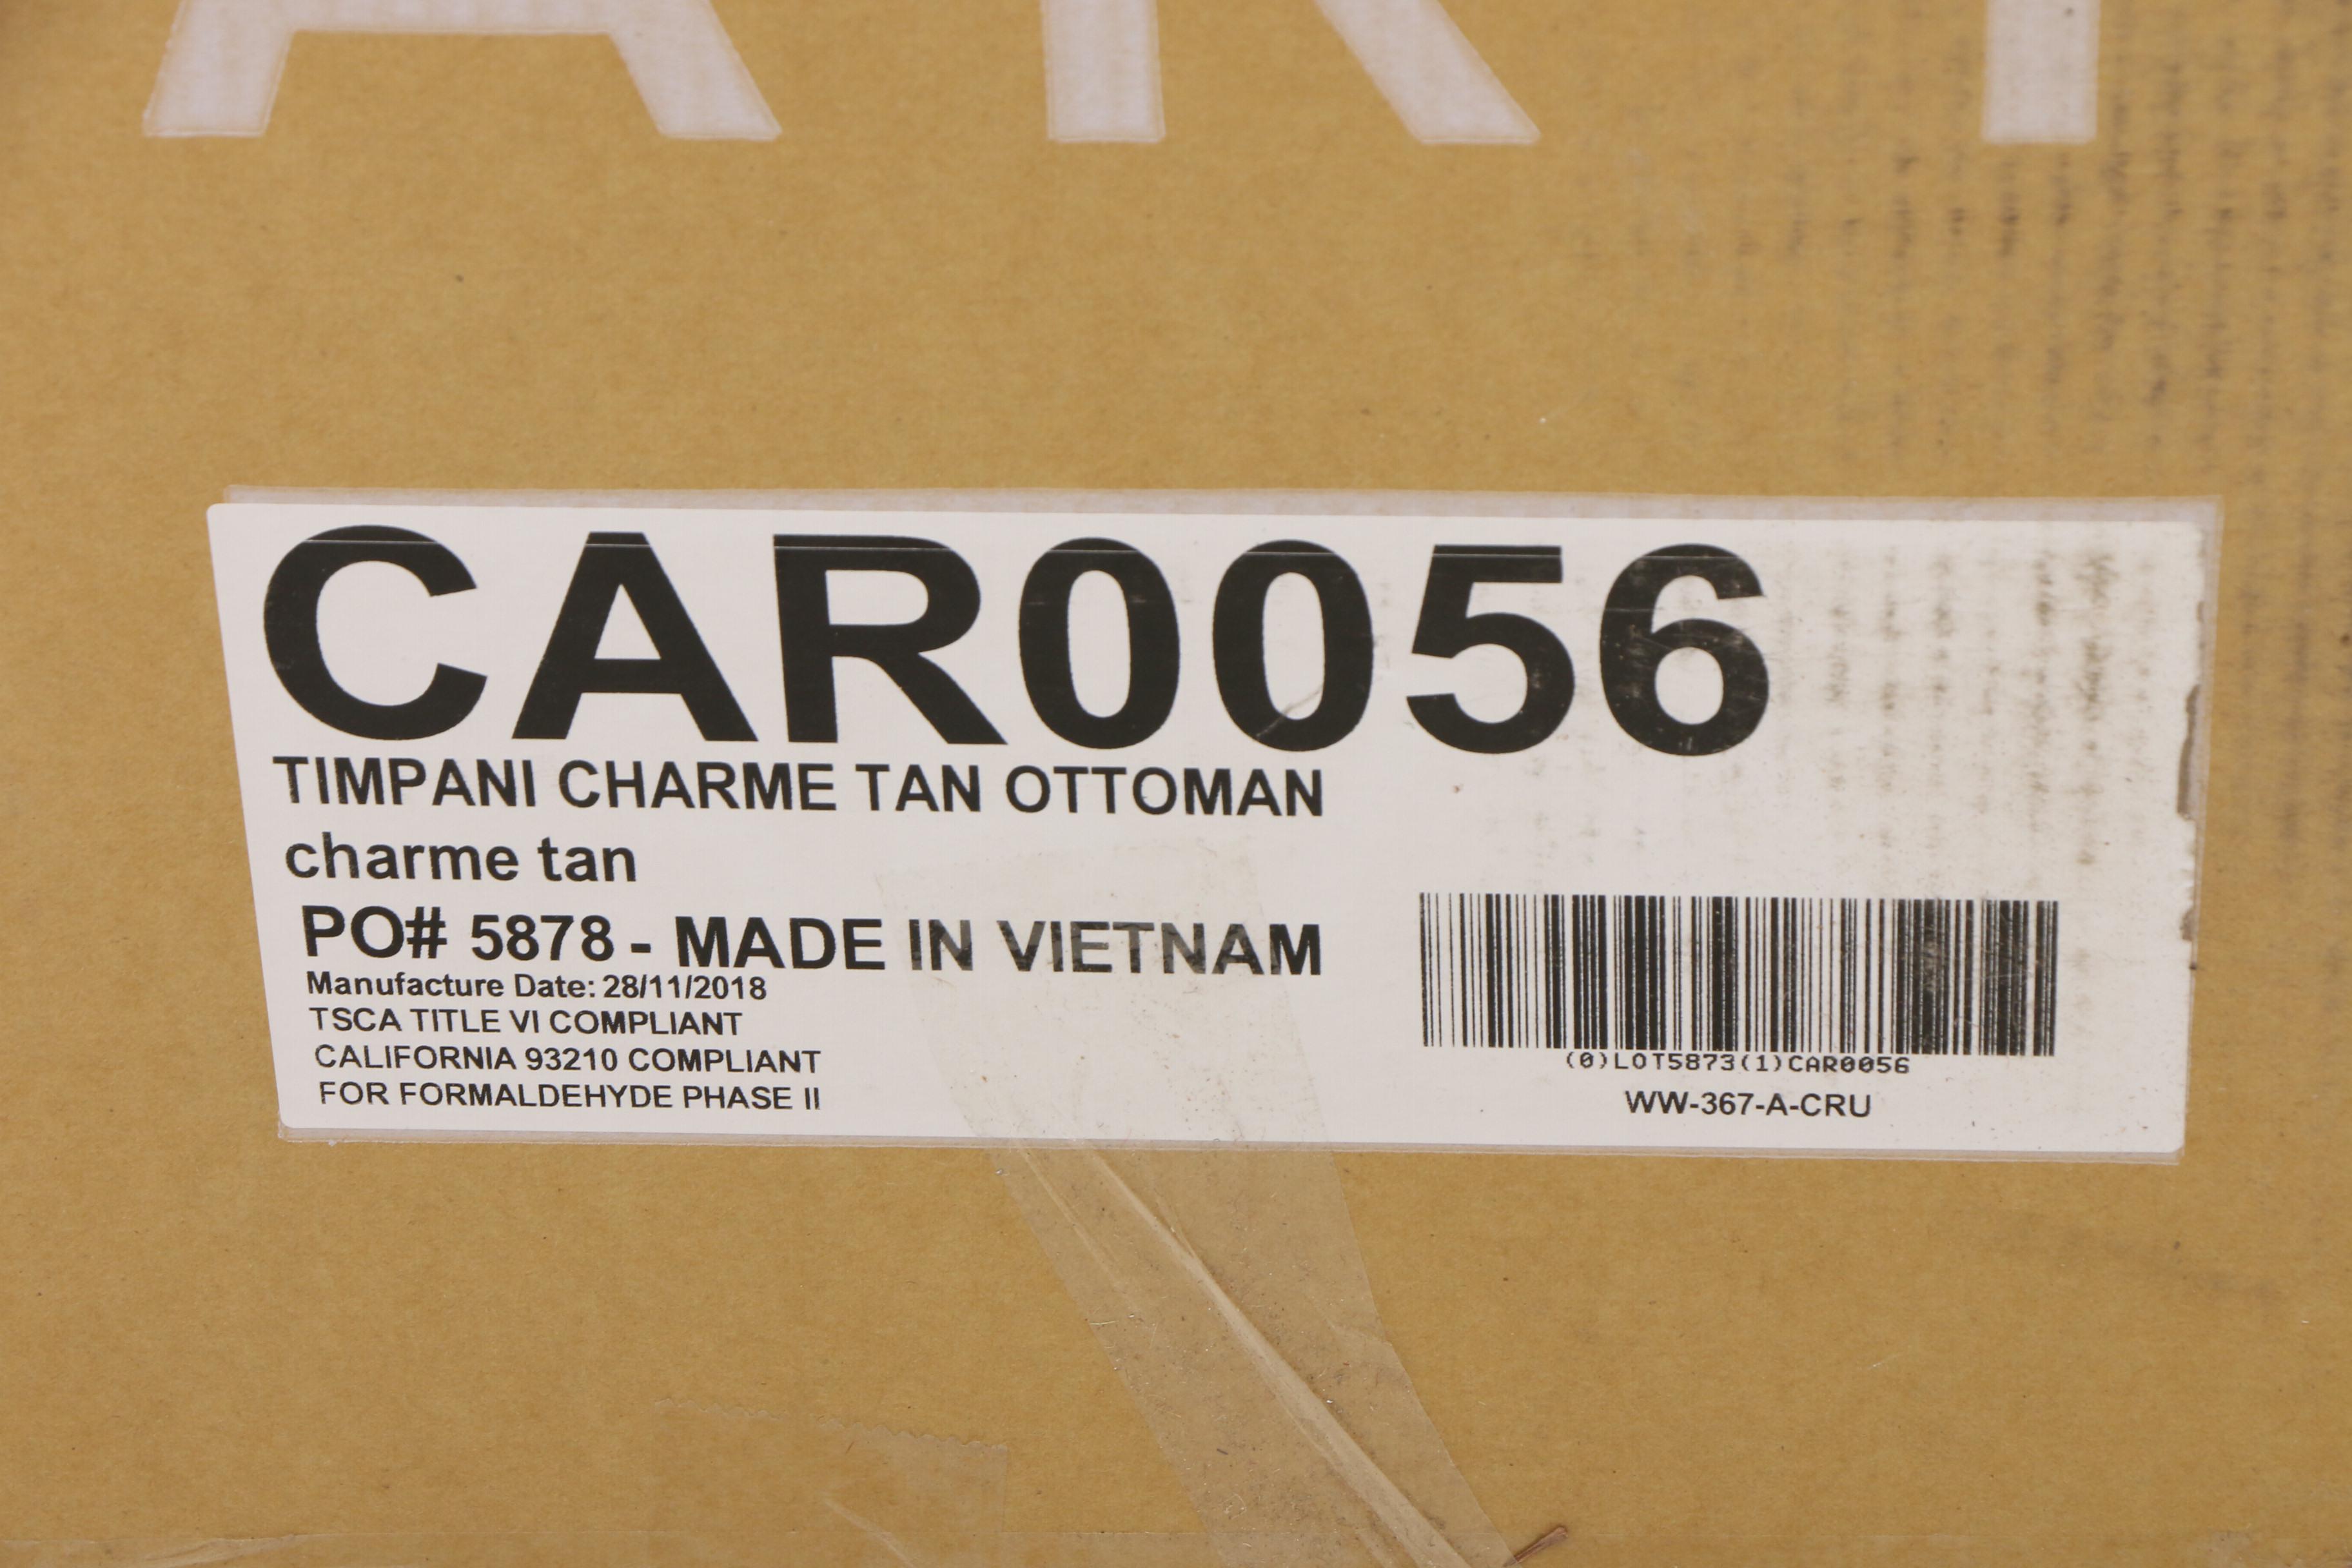 CAR0056
TIMPANI CHARME TAN OTTOMAN
charme tan
PO# 5878 - MADE IN VIETNAM
Manufacture Date: 28/11/2018
TSCA TITLE VI COMPLIANT
CALIFORNIA 93210 COMPLIANT
FOR FORMALDEHYDE PHASE II
(0)LOT5873(1)CAR0056
WW-367-A-CRU